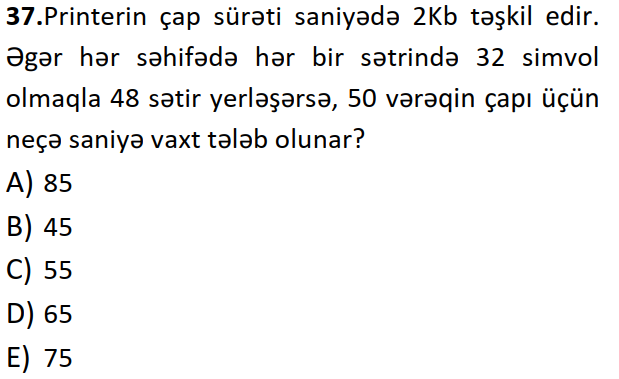 37.Printerin çap sürəti saniyədə 2Kb təşkil edir.
Əgər hər səhifədə hər bir sətrində 32 simvol
olmaqla 48 sətir yerləşərsə, 50 vərəqin çapı üçün
neçə saniyə vaxt tələb olunar?
A) 85
B) 45
C) 55
D) 65
E) 75